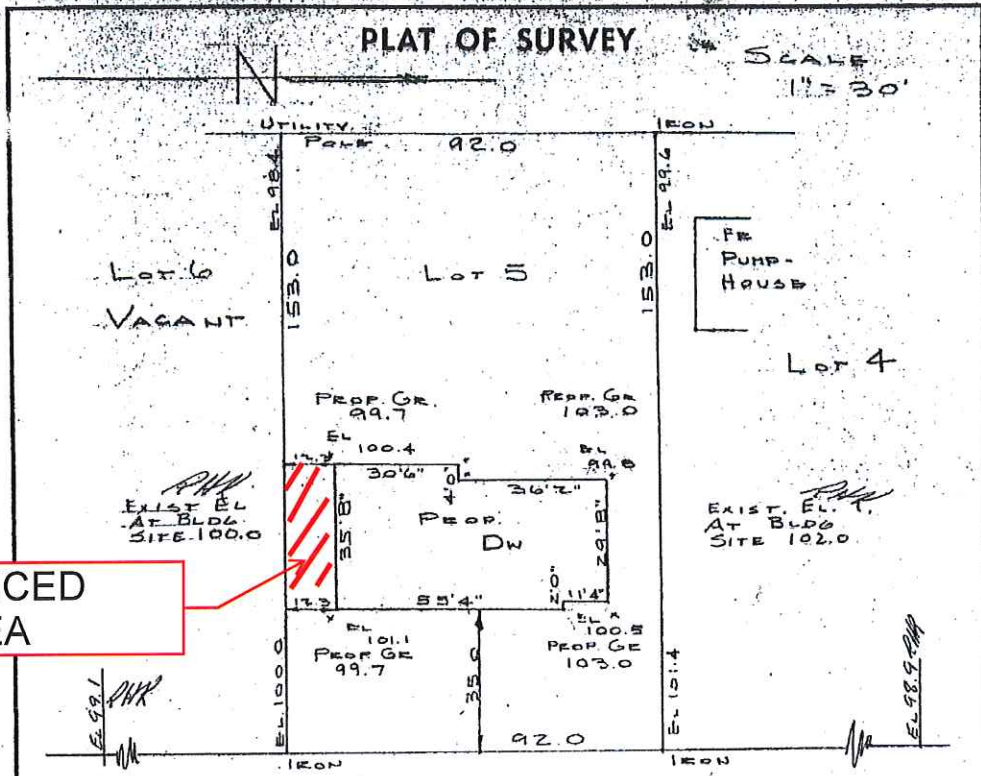 PLAT OF SURVEY
SCALE
1" = 30'
N
UTILITY
POLE
92.0
IRON
EL 98.4
EL 99.6
153.0
153.0
LOT 6
VACANT
LOT 5
FR
PUMP-
HOUSE
LOT 4
PROP. GR.
99.7
PROP. GR
103.0
EL
100.4
EL
30'6"
4'0"
36'2"
EXIST EL
AT BLDG.
SITE 100.0
35'8"
PROP.
DW
29'8"
EXIST. EL.
AT BLDG
SITE 102.0
CED
EA
55'4"
2'0"
11'4"
EL
101.1
PROP GR
99.7
EL
100.5
PROP GR
103.0
EL 99.1
EL 100.0
EL 101.4
EL 98.9
92.0
IRON
IRON